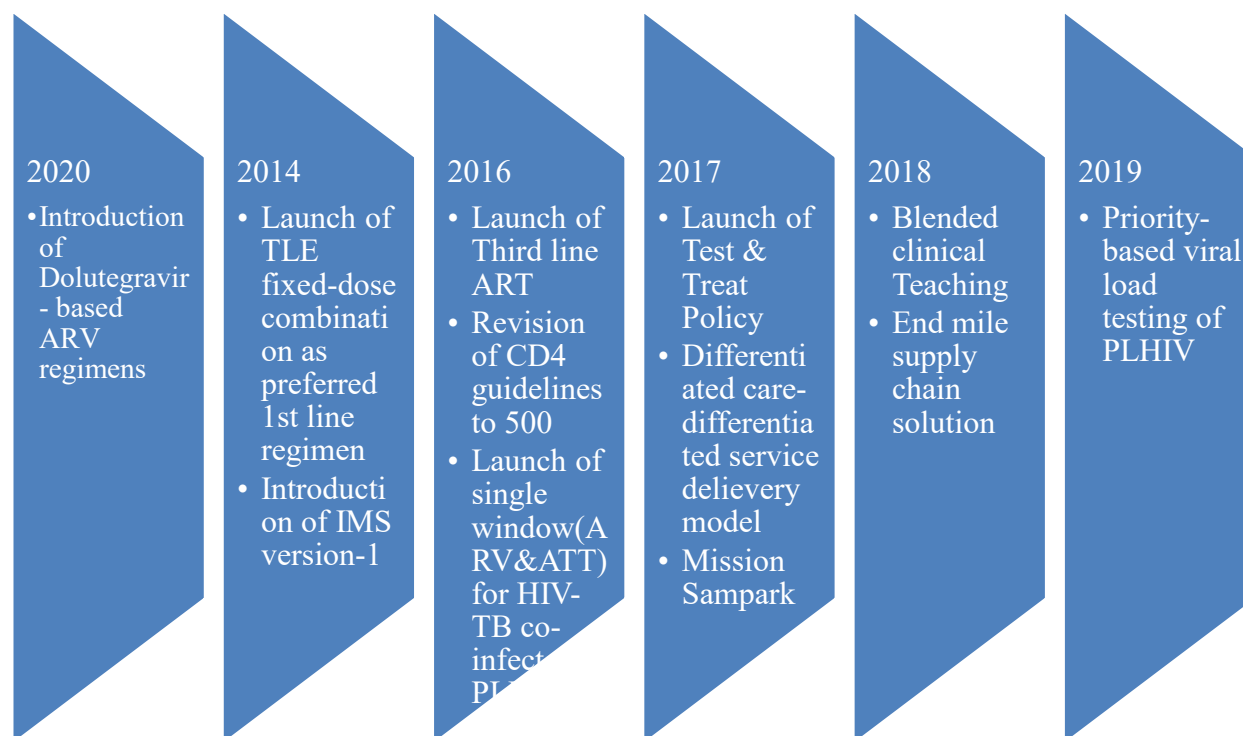 2020
•Introduction
of
Dolutegravir
- based
ARV
regimens
2014
• Launch of
TLE
fixed-dose
combinati
on as
preferred
1st line
regimen
• Introducti
on of IMS
version-1
2016
• Launch of
Third line
ART
• Revision
of CD4
guidelines
to 500
• Launch of
single
window(A
RV&ATT)
for HIV-
TB co-
2017
• Launch of
Test &
Treat
Policy
• Differenti
ated care-
differentia
ted service
delievery
model
• Mission
Sampark
2018
• Blended
clinical
Teaching
• End mile
supply
chain
solution
2019
• Priority-
based viral
load
testing of
PLHIV